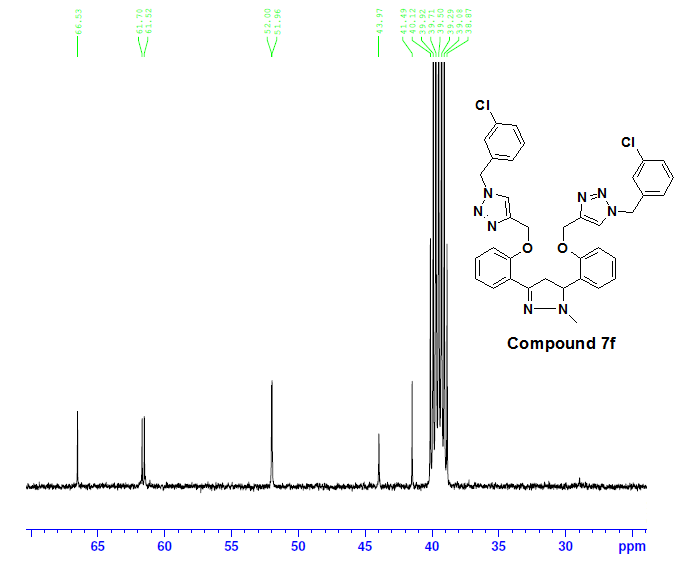 66.59
61.70
61.52
52.00
51.96
43.97
41.49
40.12
39.92
39.71
39.50
39.29
39.08
38.87
Cl
Cl
N
N
N
N
N
N
O
O
N
N
Compound 7f
65 60 55 50 45 40 35 30 ppm